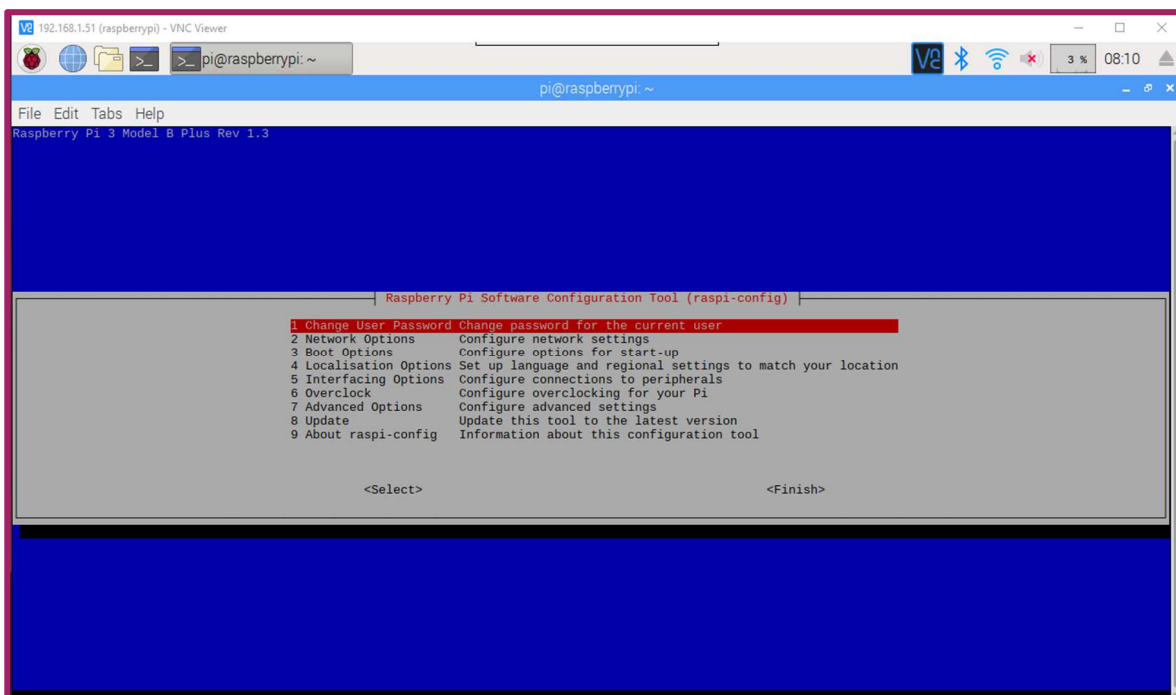 192.168.1.51 (raspberrypi) - VNC Viewer
pi@raspberrypi: ~
3 %
08:10
pi@raspberrypi: ~
File Edit Tabs Help
Raspberry Pi 3 Model B Plus Rev 1.3
Raspberry Pi Software Configuration Tool (raspi-config)
1 Change User Password Change password for the current user
2 Network Options Configure network settings
3 Boot Options Configure options for start-up
4 Localisation Options Set up language and regional settings to match your location
5 Interfacing Options Configure connections to peripherals
6 Overclock Configure overclocking for your Pi
7 Advanced Options Configure advanced settings
8 Update Update this tool to the latest version
9 About raspi-config Information about this configuration tool
<Select> <Finish>